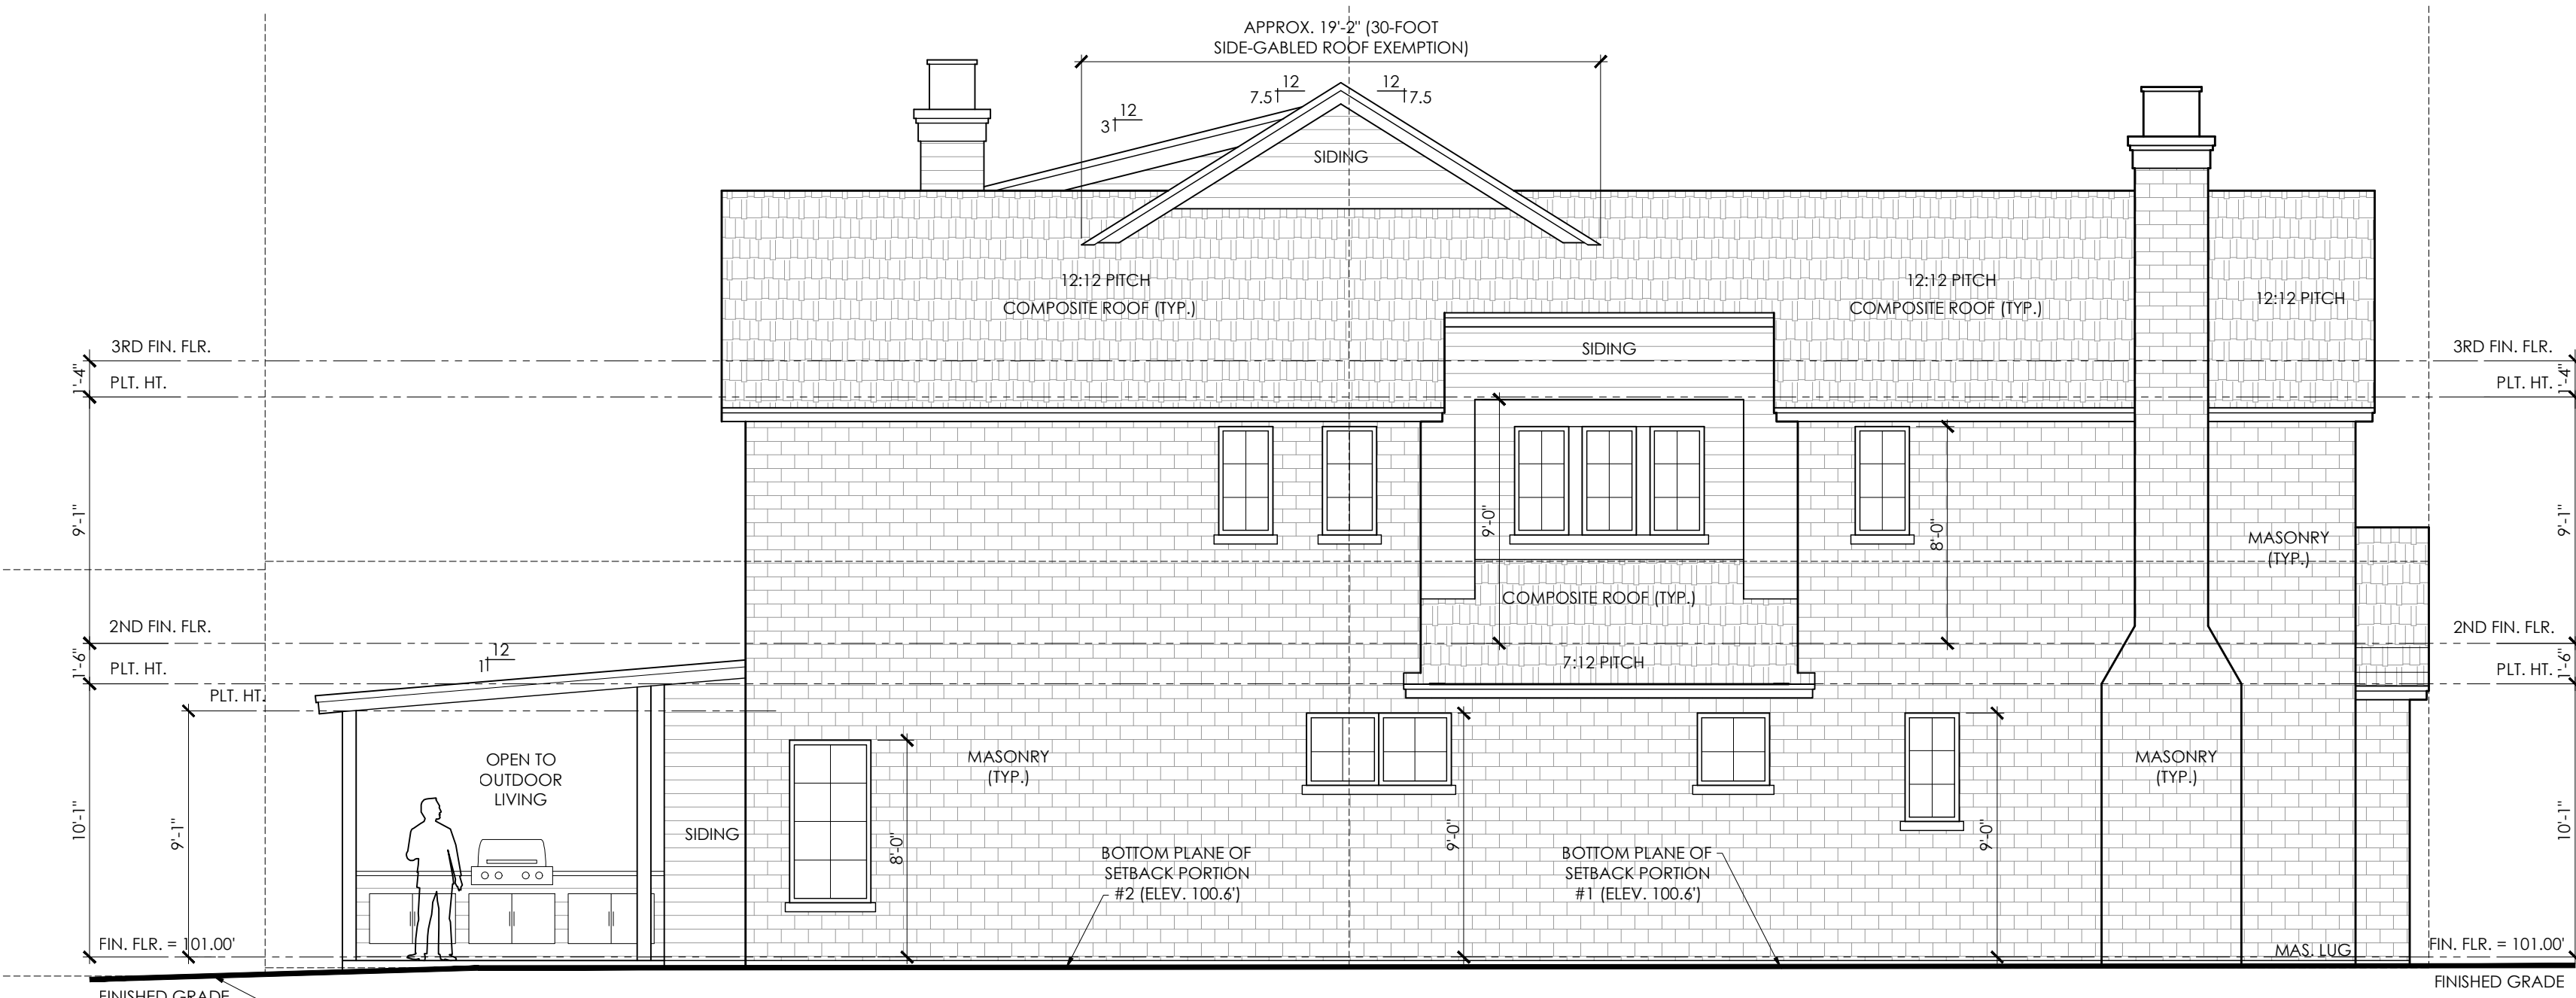 APPROX. 19'-2" (30-FOOT
SIDE-GABLED ROOF EXEMPTION)
12
7.5
12
7.5
12
3
SIDING
12:12 PITCH
COMPOSITE ROOF (TYP.)
12:12 PITCH
COMPOSITE ROOF (TYP.)
12:12 PITCH
SIDING
3RD FIN. FLR.
3RD FIN. FLR.
1'-4"
1'-4"
PLT. HT.
PLT. HT.
9'-1"
9'-0"
8'-0"
9'-1"
MASONRY
(TYP.)
COMPOSITE ROOF (TYP.)
2ND FIN. FLR.
2ND FIN. FLR.
12
1
7:12 PITCH
1'-6"
1'-6"
PLT. HT.
PLT. HT.
PLT. HT.
OPEN TO
OUTDOOR
LIVING
MASONRY
(TYP.)
MASONRY
(TYP.)
10'-1"
9'-1"
SIDING
8'-0"
9'-0"
9'-0"
10'-1"
BOTTOM PLANE OF
SETBACK PORTION
#2 (ELEV. 100.6')
BOTTOM PLANE OF
SETBACK PORTION
#1 (ELEV. 100.6')
FIN. FLR. = 101.00'
MAS. LUG
FIN. FLR. = 101.00'
FINISHED GRADE
FINISHED GRADE